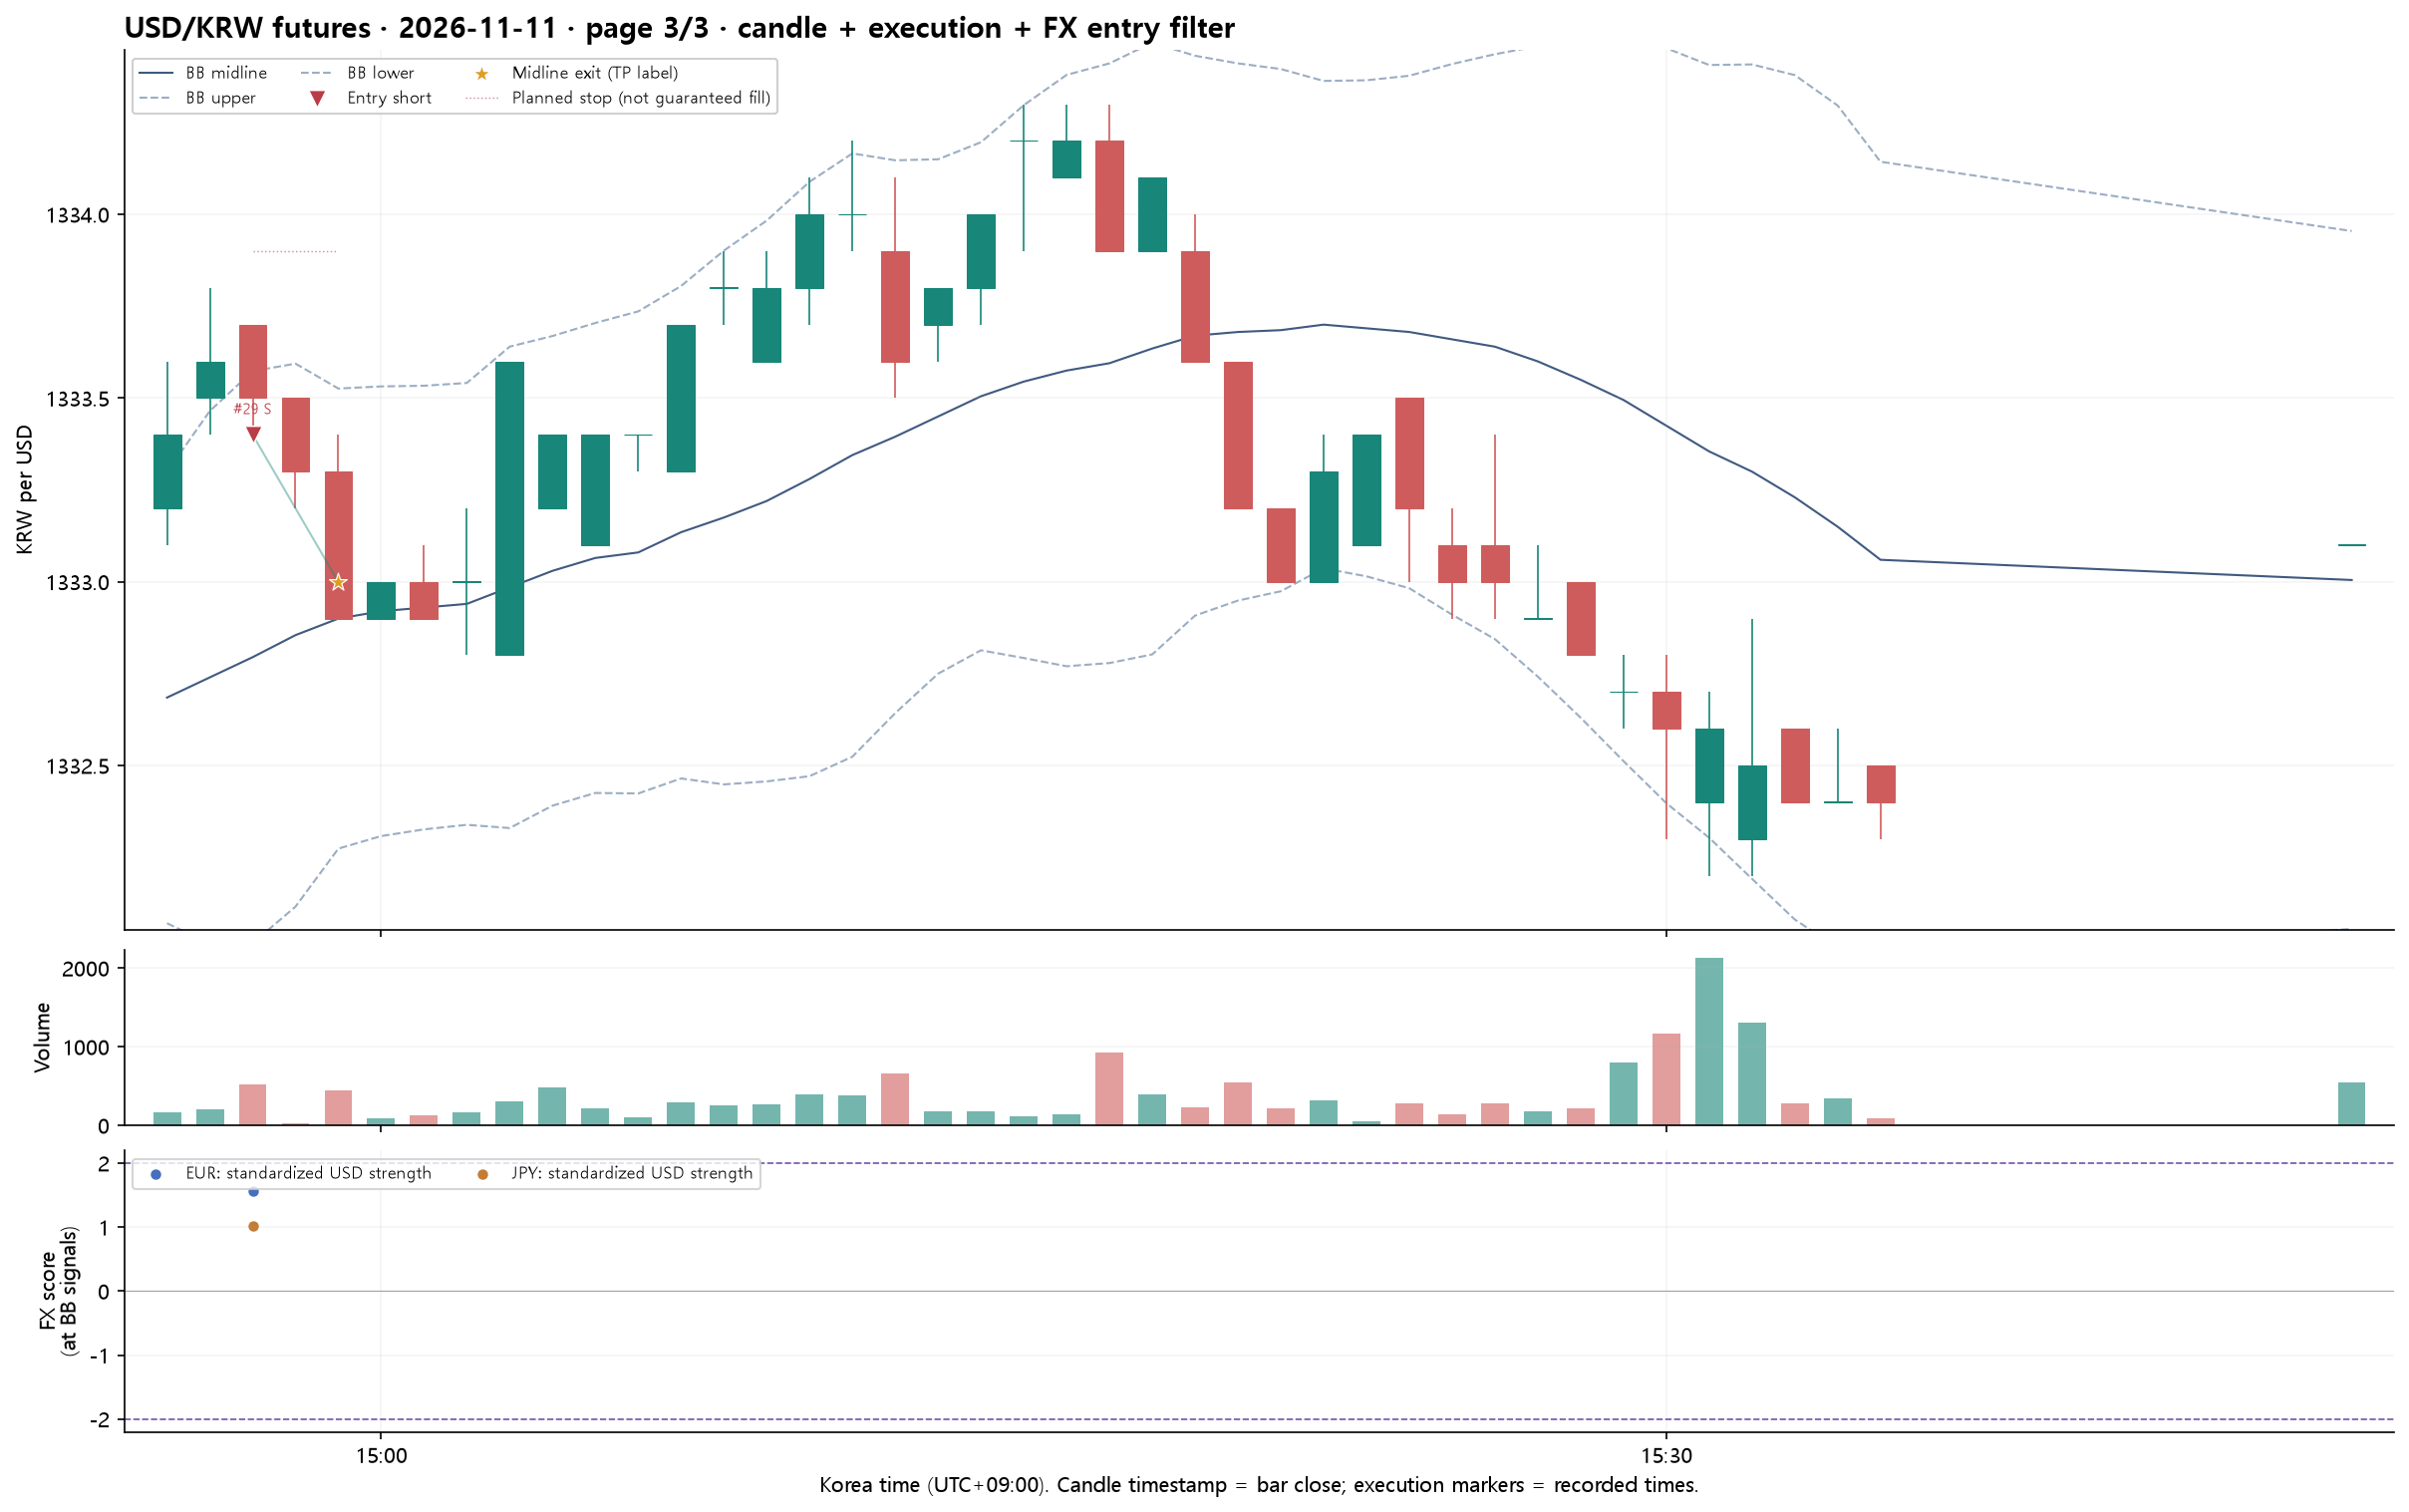 USD/KRW futures · 2026-11-11 · page 3/3 · candle + execution + FX entry filter
BB midline
BB upper
BB lower
Entry short
Midline exit (TP label)
Planned stop (not guaranteed fill)
KRW per USD
1334.0
1333.5
1333.0
1332.5
#29 S
Volume
2000
1000
0
EUR: standardized USD strength
JPY: standardized USD strength
FX score
(at BB signals)
2
1
0
-1
-2
15:00
15:30
Korea time (UTC+09:00). Candle timestamp = bar close; execution markers = recorded times.